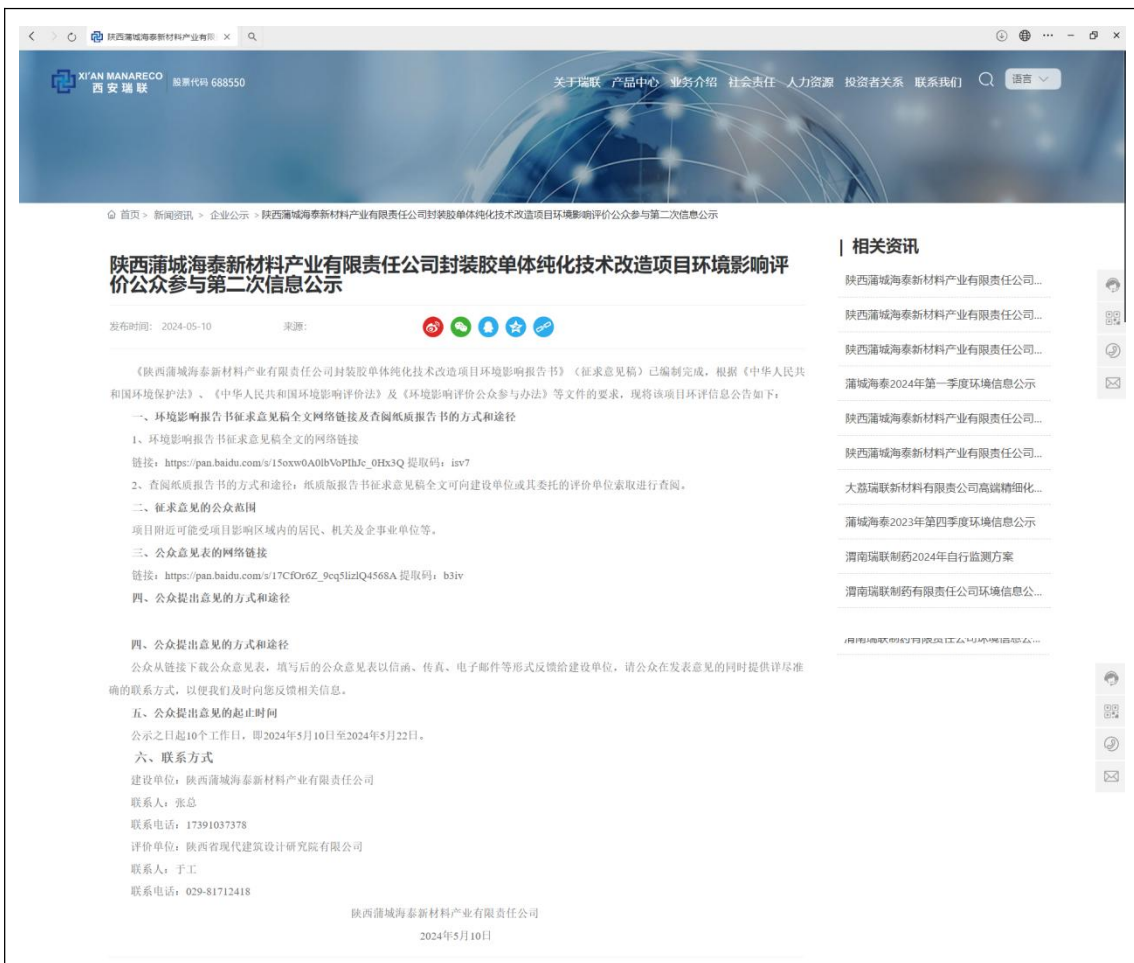 陕西蒲城海泰新材料产业有限
XI'AN MANARECO
西安瑞联
股票代码 688550
关于瑞联 产品中心 业务介绍 社会责任 人力资源 投资者关系 联系我们 语言
首页 > 新闻资讯 > 企业公示 > 陕西蒲城海泰新材料产业有限责任公司封装胶单体纯化技术改造项目环境影响评价公众参与第二次信息公示
陕西蒲城海泰新材料产业有限责任公司封装胶单体纯化技术改造项目环境影响评
价公众参与第二次信息公示
发布时间: 2024-05-10 来源:
《陕西蒲城海泰新材料产业有限责任公司封装胶单体纯化技术改造项目环境影响报告书》（征求意见稿）已编制完成，根据《中华人民共
和国环境保护法》、《中华人民共和国环境影响评价法》及《环境影响评价公众参与办法》等文件的要求，现将该项目环评信息公告如下：
一、环境影响报告书征求意见稿全文网络链接及查阅纸质报告书的方式和途径
1、环境影响报告书征求意见稿全文的网络链接
链接：https://pan.baidu.com/s/15oxw0A0lbVoPIhJc_0Hx3Q 提取码：isv7
2、查阅纸质报告书的方式和途径：纸质版报告书征求意见稿全文可向建设单位或其委托的评价单位索取进行查阅。
二、征求意见的公众范围
项目附近可能受项目影响区域内的居民、机关及企事业单位等。
三、公众意见表的网络链接
链接：https://pan.baidu.com/s/17CfOr6Z_9cq5lizlQ4568A 提取码：b3iv
四、公众提出意见的方式和途径
四、公众提出意见的方式和途径
公众从链接下载公众意见表，填写后的公众意见表以信函、传真、电子邮件等形式反馈给建设单位，请公众在发表意见的同时提供详尽准
确的联系方式，以便我们及时向您反馈相关信息。
五、公众提出意见的起止时间
公示之日起10个工作日，即2024年5月10日至2024年5月22日。
六、联系方式
建设单位：陕西蒲城海泰新材料产业有限责任公司
联系人：张总
联系电话：17391037378
评价单位：陕西省现代建筑设计研究院有限公司
联系人：于工
联系电话：029-81712418
陕西蒲城海泰新材料产业有限责任公司
2024年5月10日
相关资讯
陕西蒲城海泰新材料产业有限责任公司...
陕西蒲城海泰新材料产业有限责任公司...
陕西蒲城海泰新材料产业有限责任公司...
蒲城海泰2024年第一季度环境信息公示
陕西蒲城海泰新材料产业有限责任公司...
陕西蒲城海泰新材料产业有限责任公司...
大荔瑞联新材料有限责公司高端精细化...
蒲城海泰2023年第四季度环境信息公示
渭南瑞联制药2024年自行监测方案
渭南瑞联制药有限责任公司环境信息公...
渭南瑞联制药有限责任公司环境信息公...